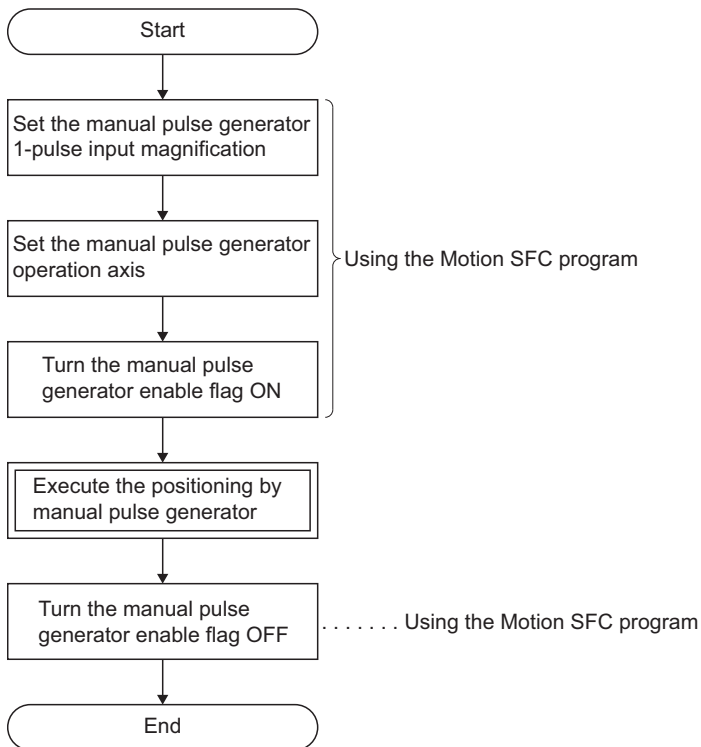 Start
Set the manual pulse generator
1-pulse input magnification
Set the manual pulse generator
operation axis
Using the Motion SFC program
Turn the manual pulse
generator enable flag ON
Execute the positioning by
manual pulse generator
Turn the manual pulse
generator enable flag OFF
. . . . . . . Using the Motion SFC program
End